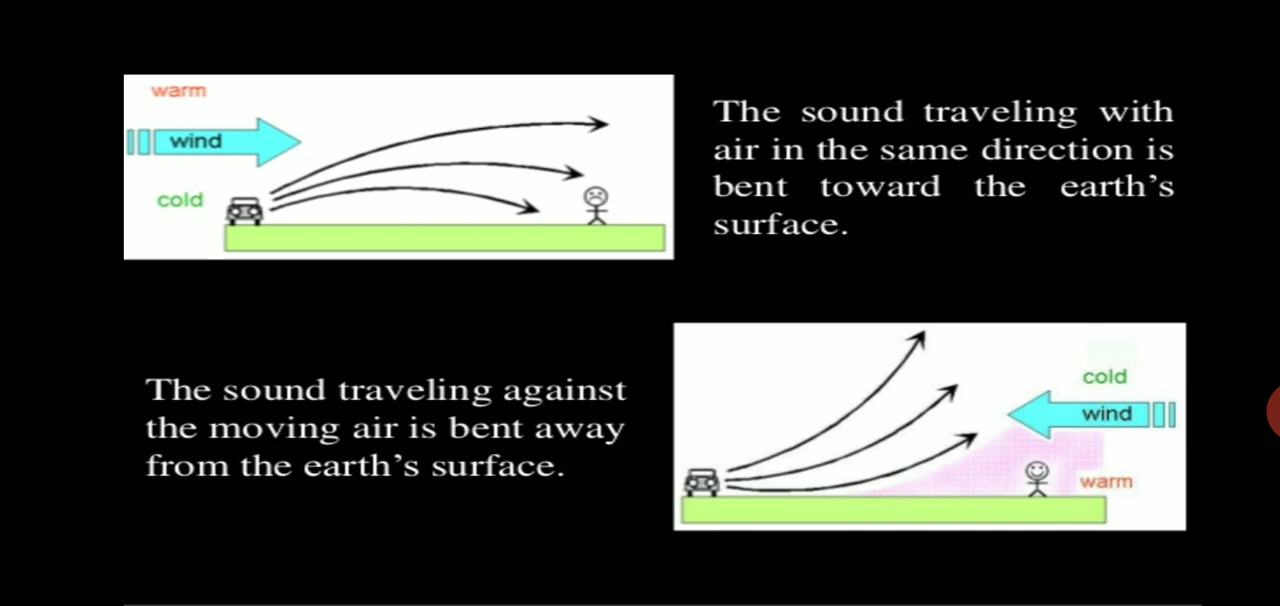 warm
wind
cold
The sound traveling with
air in the same direction is
bent toward the earth’s
surface.
The sound traveling against
the moving air is bent away
from the earth’s surface.
cold
wind
warm